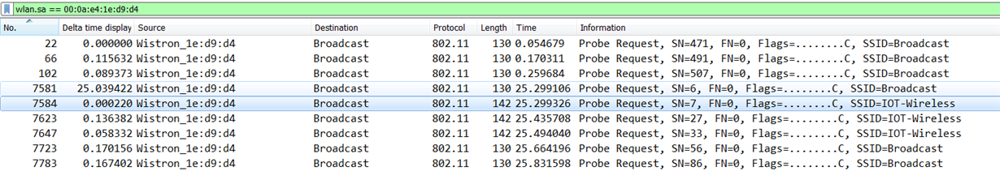 wlan.sa == 00:0a:e4:1e:d9:d4
No. Delta time display Source Destination Protocol Length Time Information
22 0.000000 Wistron_1e:d9:d4 Broadcast 802.11 130 0.054679 Probe Request, SN=471, FN=0, Flags=........C, SSID=Broadcast
66 0.115632 Wistron_1e:d9:d4 Broadcast 802.11 130 0.170311 Probe Request, SN=491, FN=0, Flags=........C, SSID=Broadcast
102 0.089373 Wistron_1e:d9:d4 Broadcast 802.11 130 0.259684 Probe Request, SN=507, FN=0, Flags=........C, SSID=Broadcast
7581 25.039422 Wistron_1e:d9:d4 Broadcast 802.11 130 25.299106 Probe Request, SN=6, FN=0, Flags=........C, SSID=Broadcast
7584 0.000220 Wistron_1e:d9:d4 Broadcast 802.11 142 25.299326 Probe Request, SN=7, FN=0, Flags=........C, SSID=IOT-Wireless
7623 0.136382 Wistron_1e:d9:d4 Broadcast 802.11 142 25.435708 Probe Request, SN=27, FN=0, Flags=........C, SSID=IOT-Wireless
7647 0.058332 Wistron_1e:d9:d4 Broadcast 802.11 142 25.494040 Probe Request, SN=33, FN=0, Flags=........C, SSID=IOT-Wireless
7723 0.170156 Wistron_1e:d9:d4 Broadcast 802.11 130 25.664196 Probe Request, SN=56, FN=0, Flags=........C, SSID=Broadcast
7783 0.167402 Wistron_1e:d9:d4 Broadcast 802.11 130 25.831598 Probe Request, SN=86, FN=0, Flags=........C, SSID=Broadcast